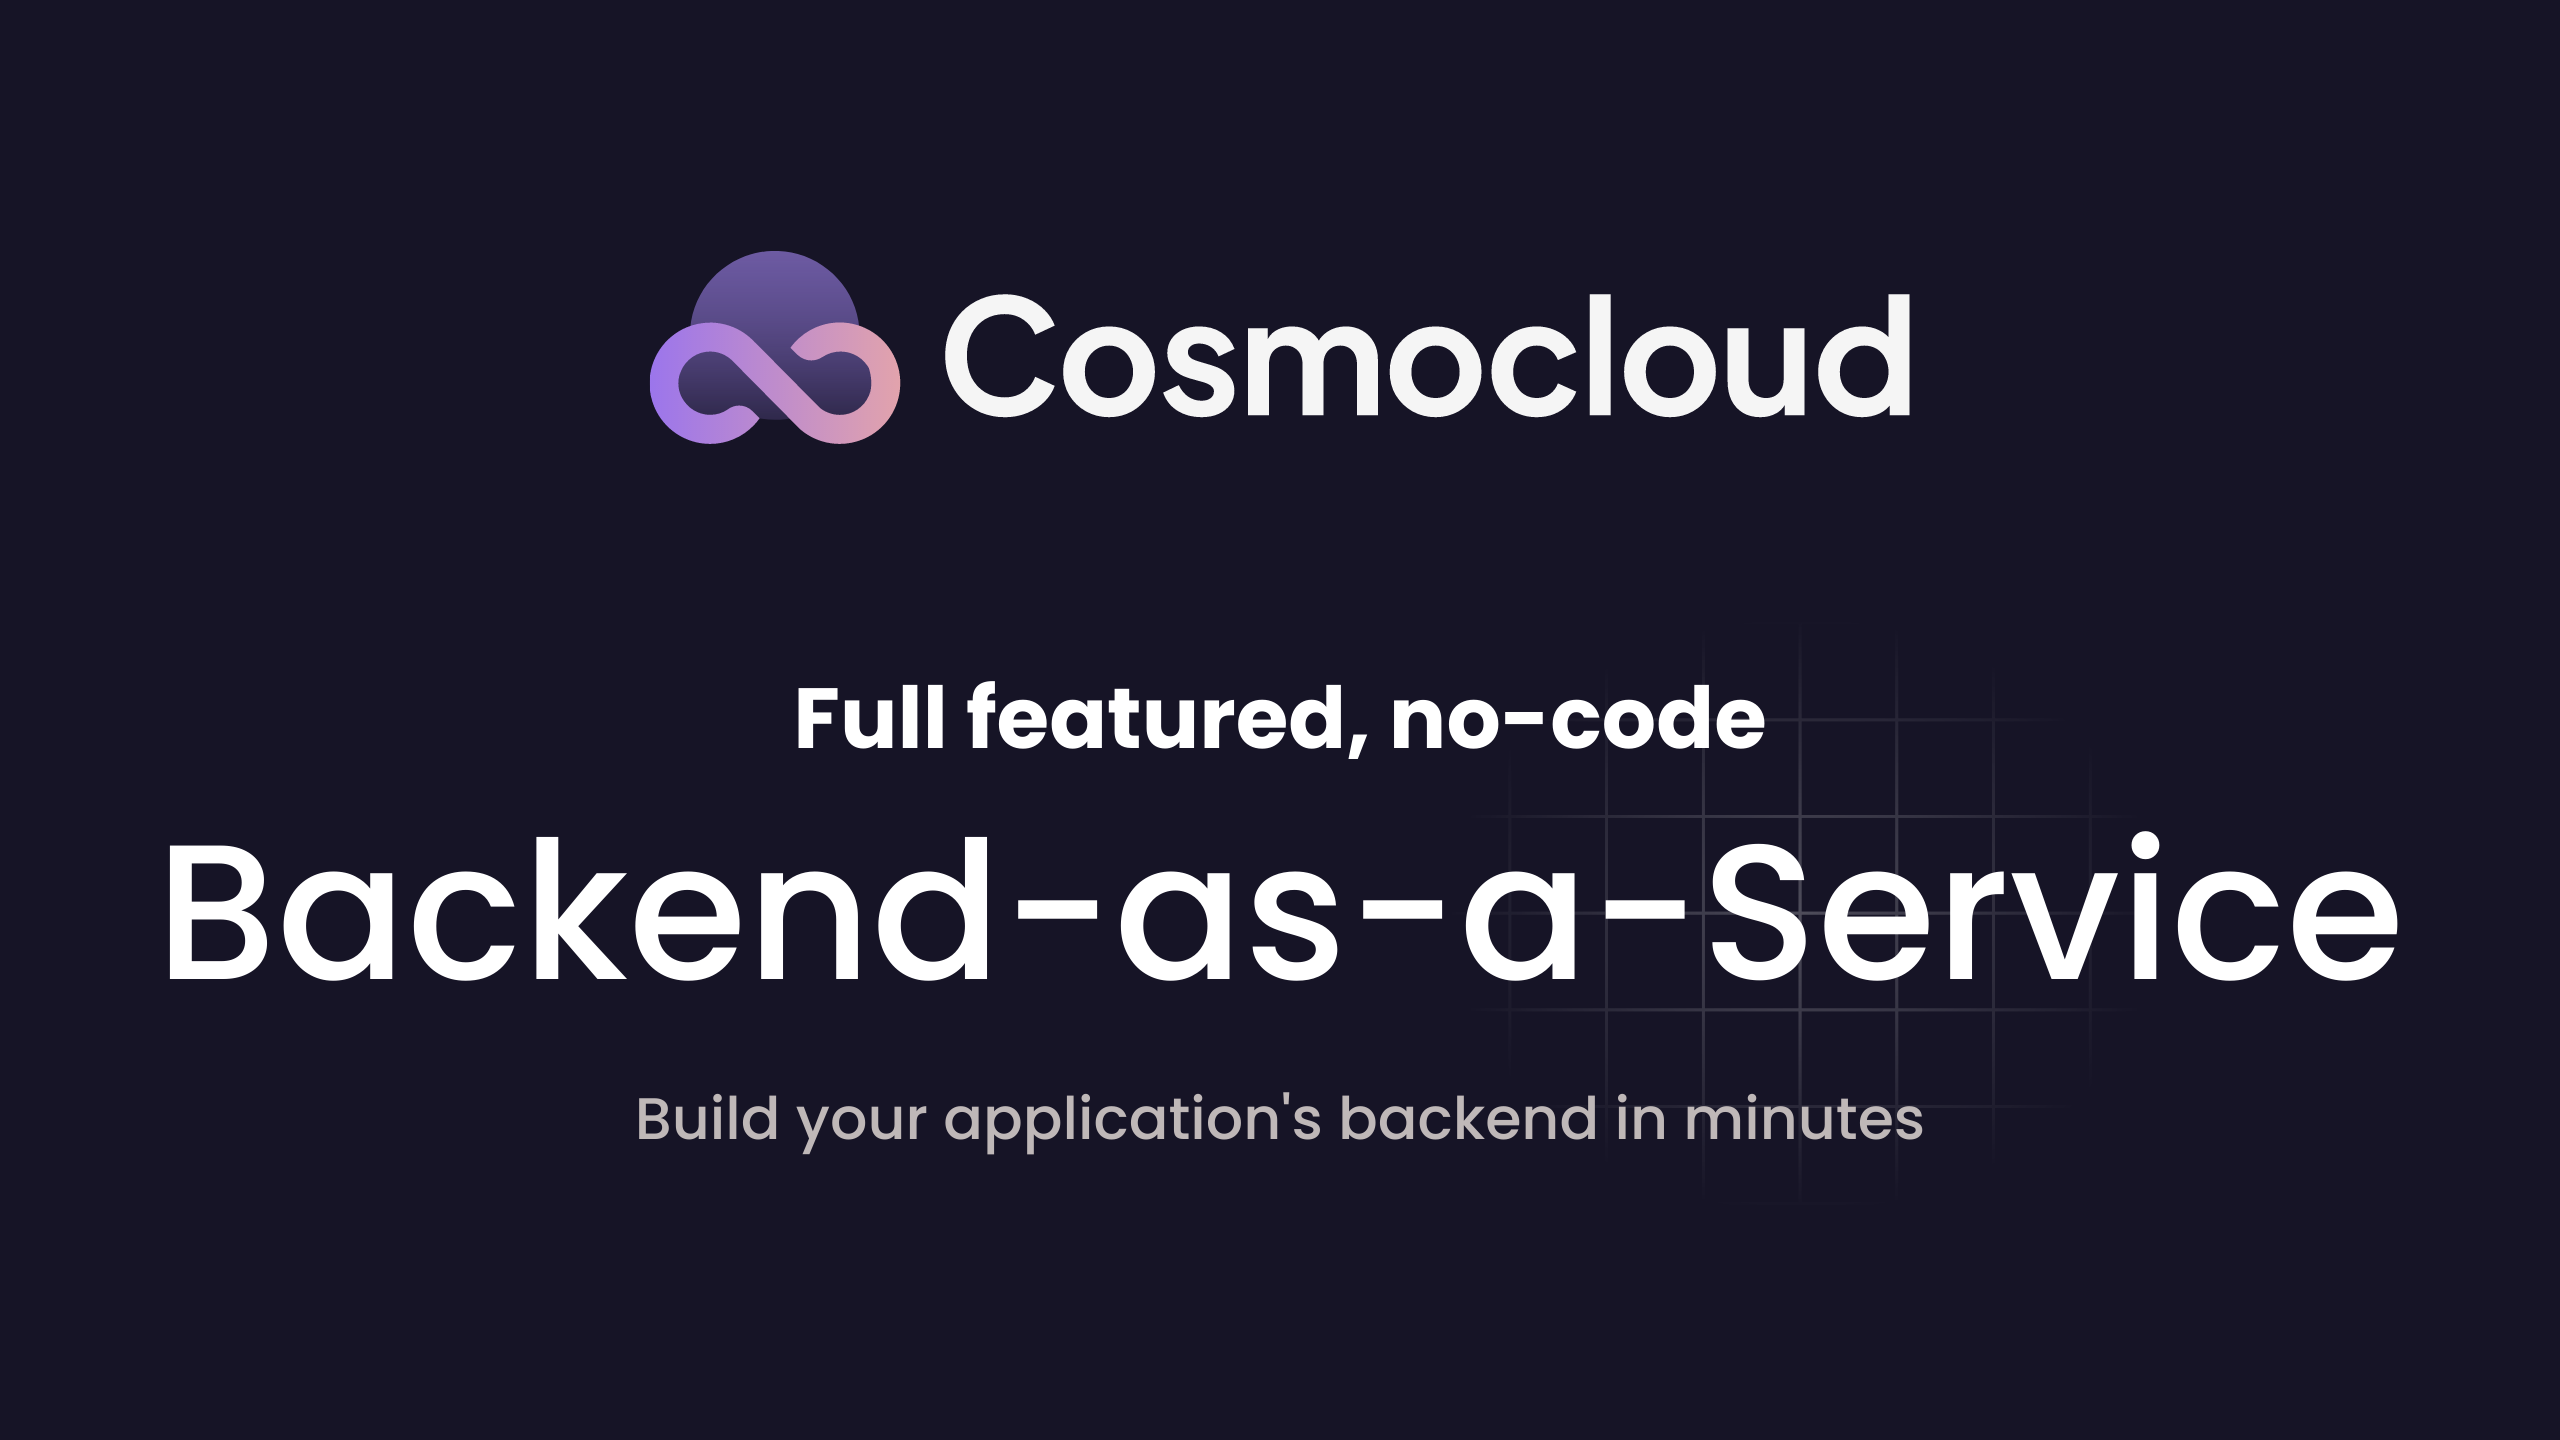 Cosmocloud
Full featured, no-code
Backend-as-a-Service
Build your application's backend in minutes